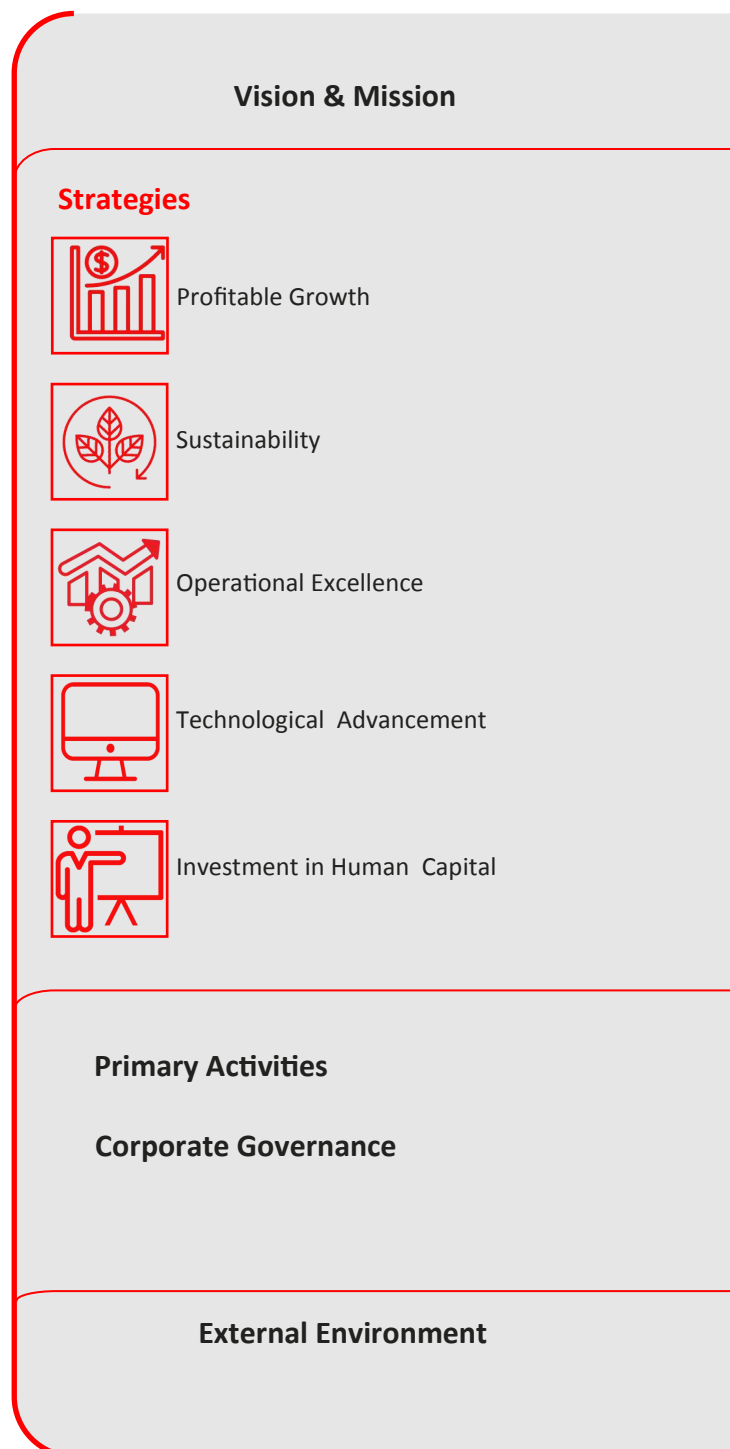 Vision & Mission
Strategies
$
Profitable Growth
Sustainability
Operational Excellence
Technological Advancement
Investment in Human Capital
Primary Activities
Corporate Governance
External Environment